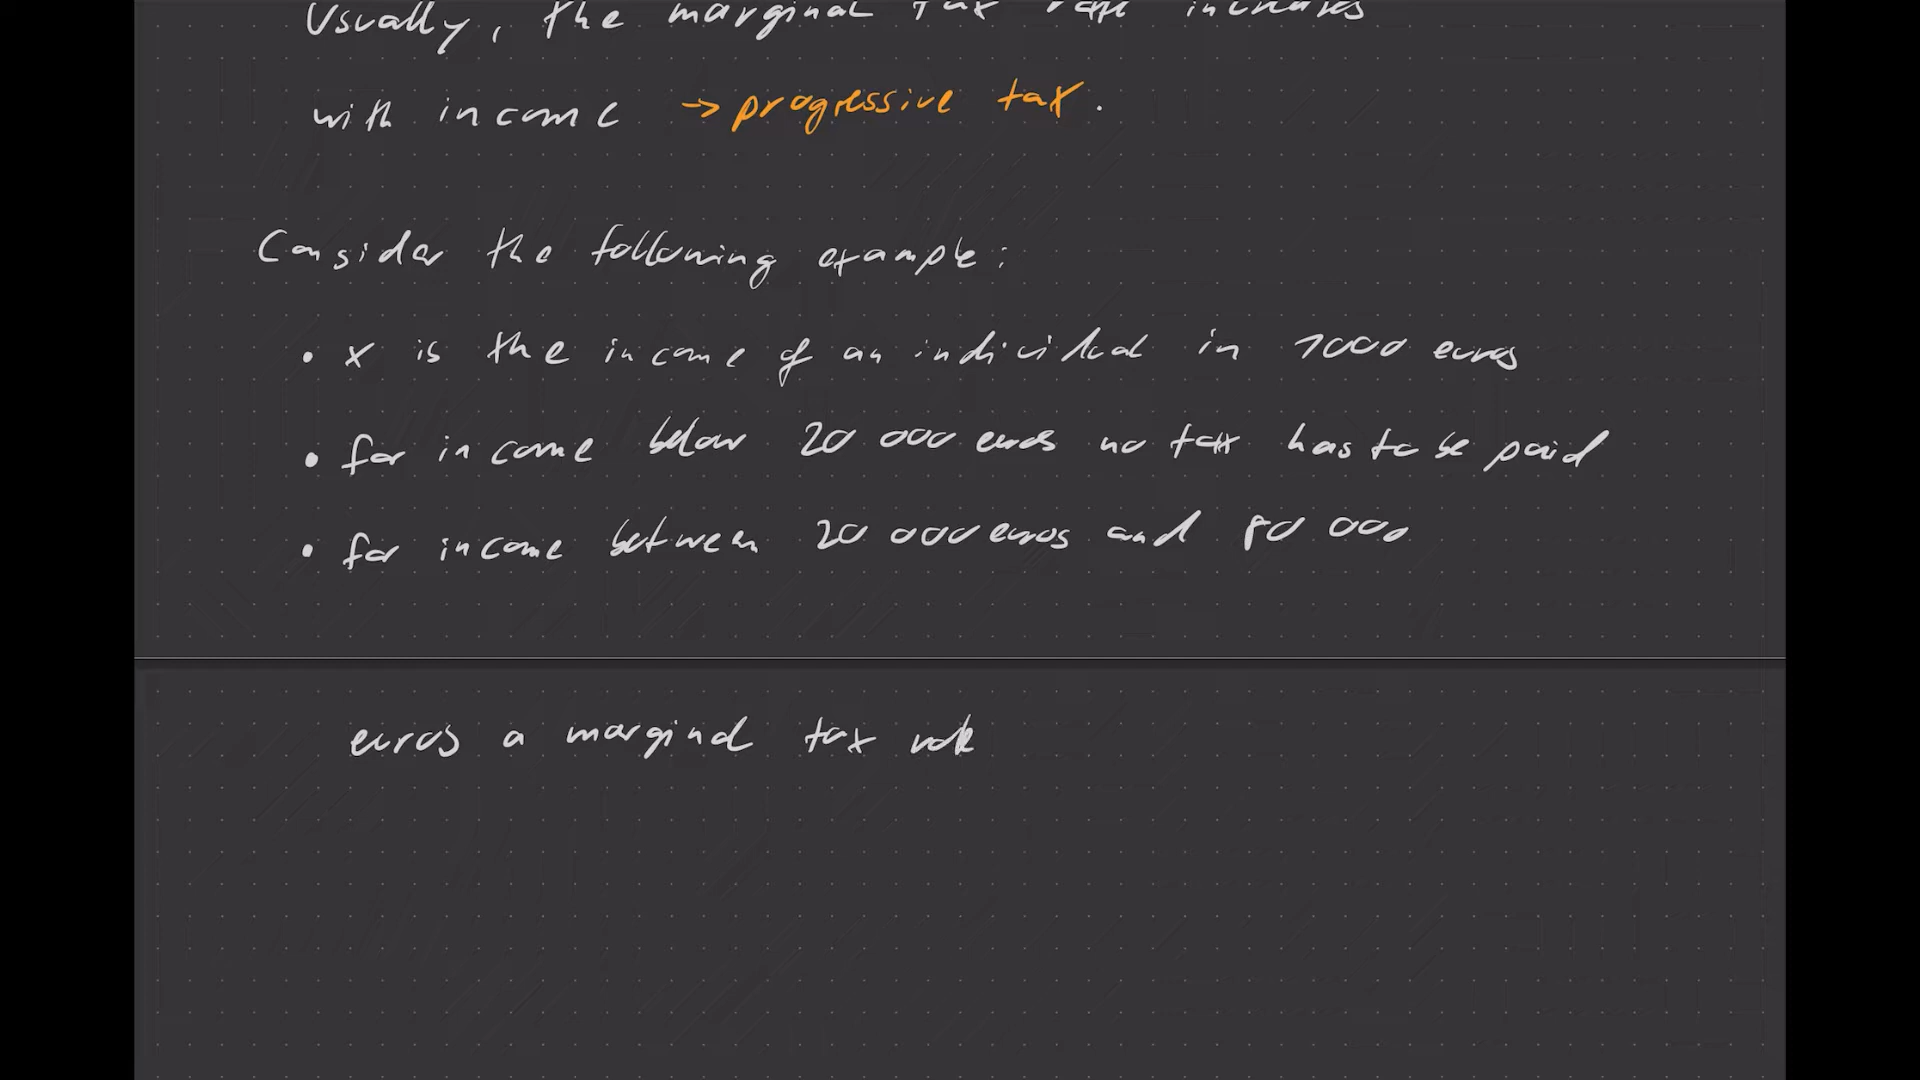 Usually, the marginal tax rate increases
with income → progressive tax.
Consider the following example:
• x is the income of an individual in 1000 euros
• for income below 20 000 euros no tax has to be paid
• for income between 20 000 euros and 80 000
euros a marginal tax rate